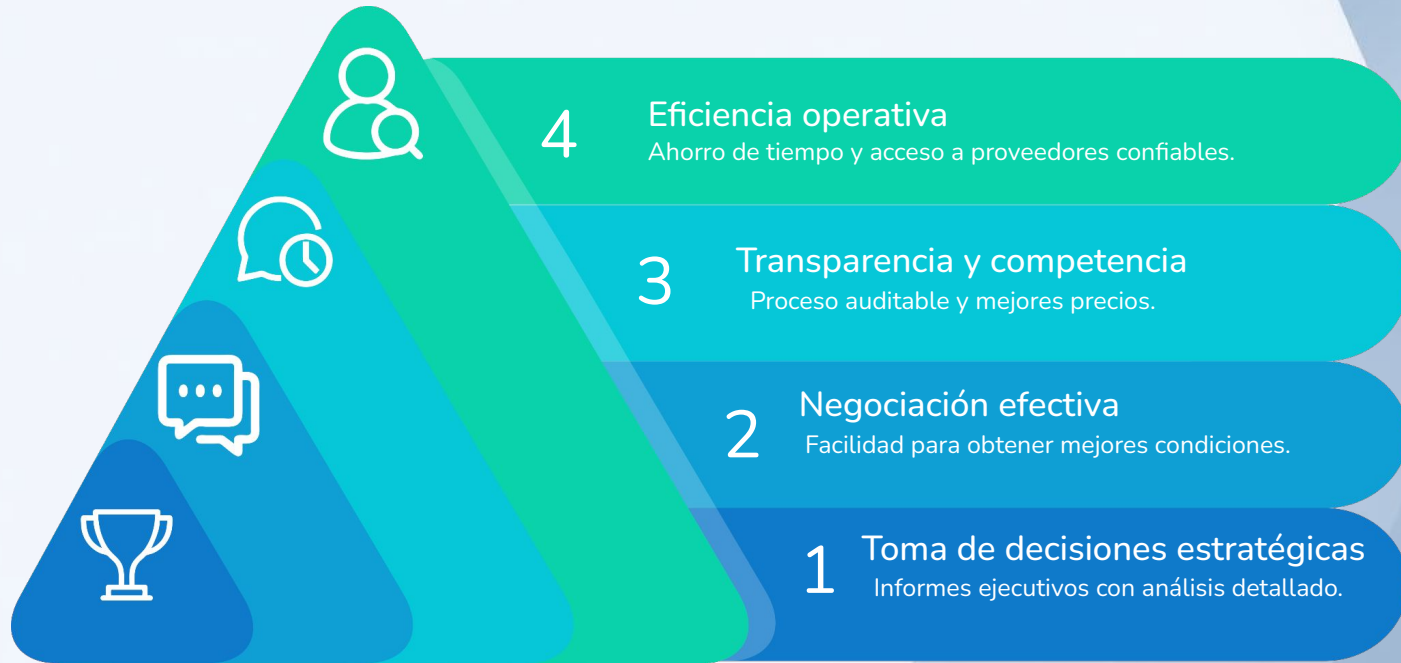 4
Eficiencia operativa
Ahorro de tiempo y acceso a proveedores confiables.
3
Transparencia y competencia
Proceso auditable y mejores precios.
2
Negociación efectiva
Facilidad para obtener mejores condiciones.
1
Toma de decisiones estratégicas
Informes ejecutivos con análisis detallado.